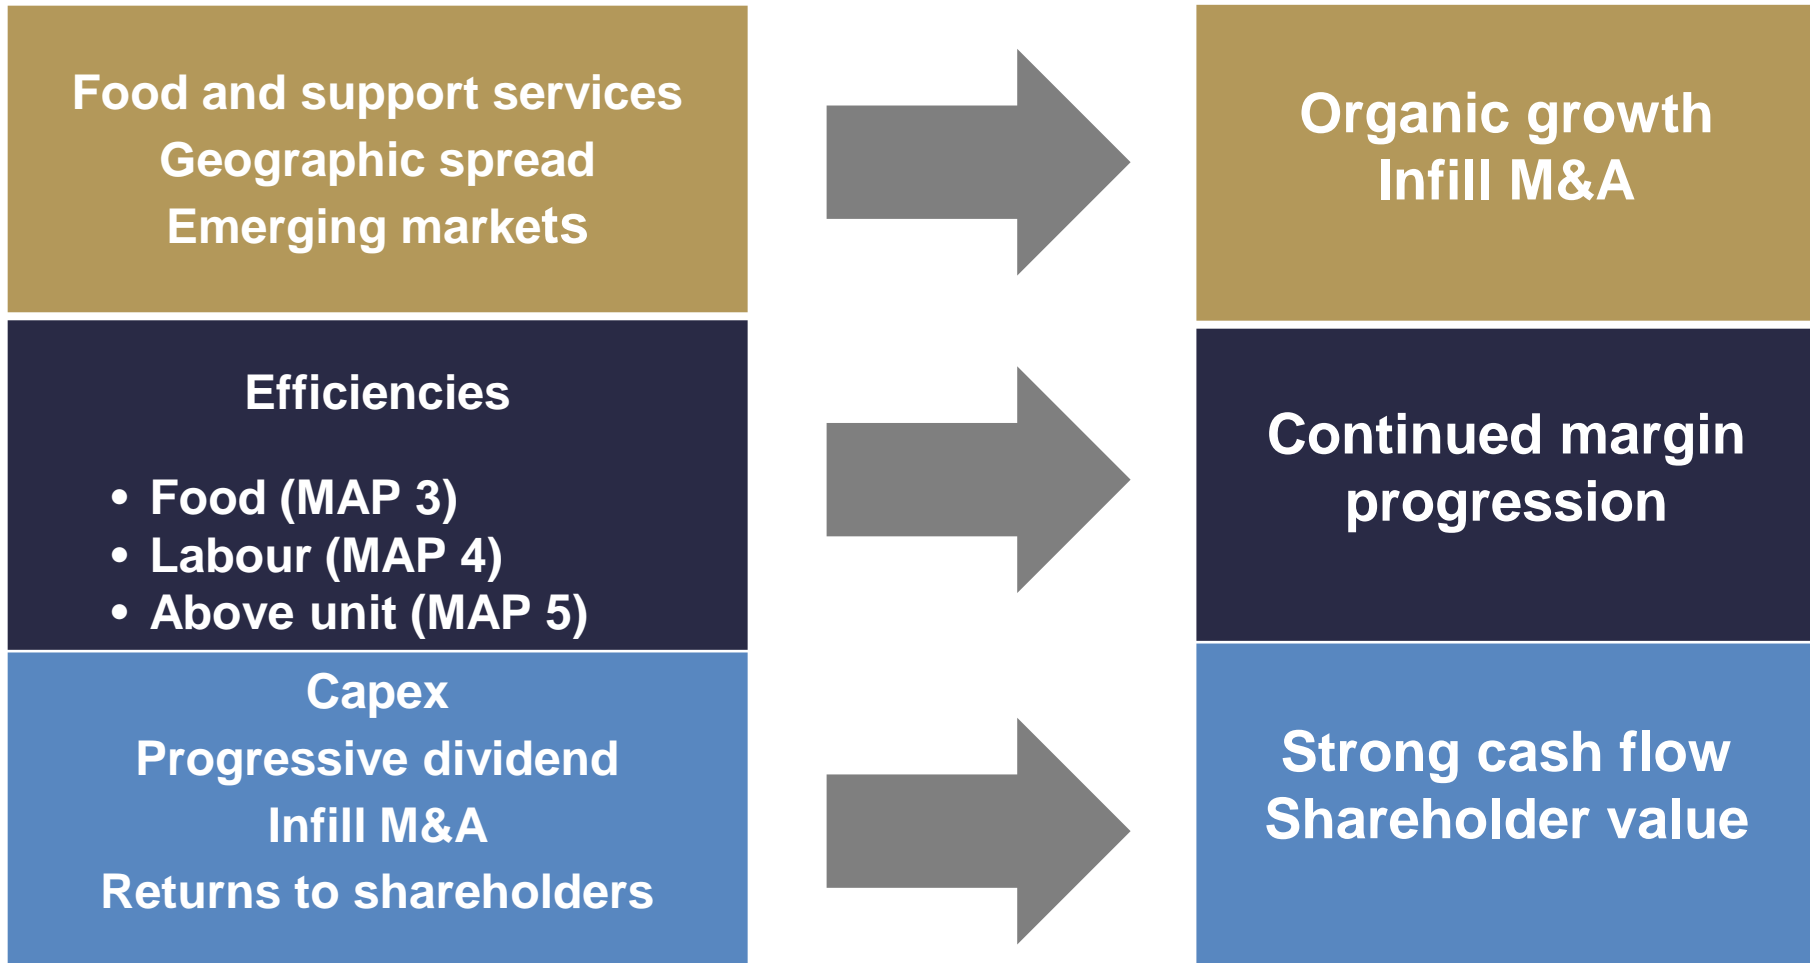 Food and support services
Geographic spread
Emerging markets
Organic growth
Infill M&A
Efficiencies
• Food (MAP 3)
• Labour (MAP 4)
• Above unit (MAP 5)
Continued margin
progression
Capex
Progressive dividend
Infill M&A
Returns to shareholders
Strong cash flow
Shareholder value